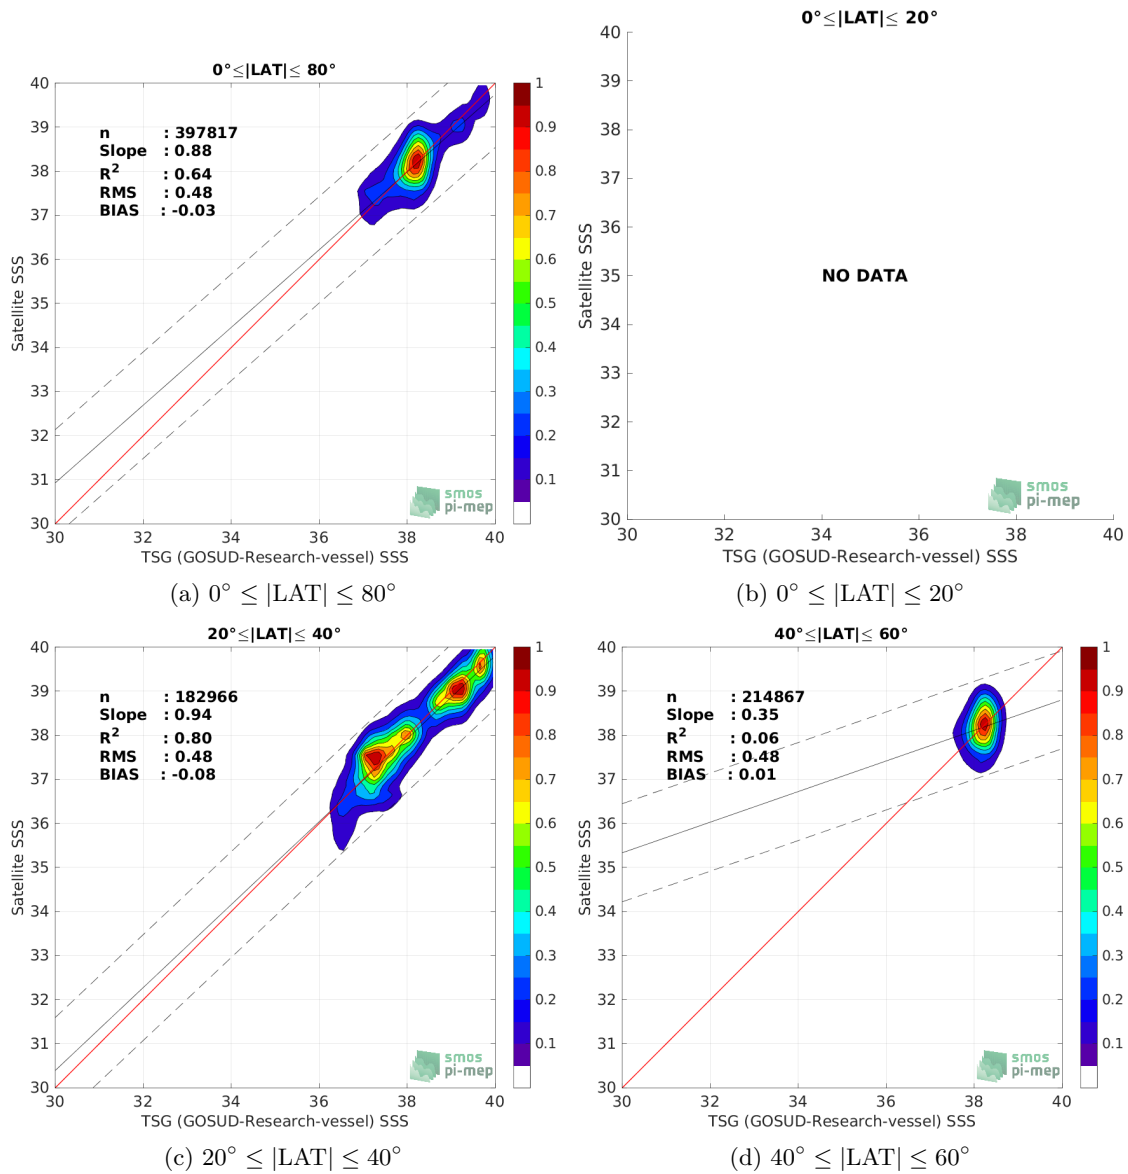 0°≤|LAT|≤ 80°
40
39
38
37
36
35
34
33
32
31
30
Satellite SSS
n : 397817
Slope : 0.88
R² : 0.64
RMS : 0.48
BIAS : -0.03
smos
pi-mep
30 32 34 36 38 40
TSG (GOSUD-Research-vessel) SSS
1
0.9
0.8
0.7
0.6
0.5
0.4
0.3
0.2
0.1
(a) 0° ≤ |LAT| ≤ 80°
0°≤|LAT|≤ 20°
40
39
38
37
36
35
34
33
32
31
30
Satellite SSS
NO DATA
smos
pi-mep
30 32 34 36 38 40
TSG (GOSUD-Research-vessel) SSS
(b) 0° ≤ |LAT| ≤ 20°
20°≤|LAT|≤ 40°
40
39
38
37
36
35
34
33
32
31
30
Satellite SSS
n : 182966
Slope : 0.94
R² : 0.80
RMS : 0.48
BIAS : -0.08
smos
pi-mep
30 32 34 36 38 40
TSG (GOSUD-Research-vessel) SSS
1
0.9
0.8
0.7
0.6
0.5
0.4
0.3
0.2
0.1
(c) 20° ≤ |LAT| ≤ 40°
40°≤|LAT|≤ 60°
40
39
38
37
36
35
34
33
32
31
30
Satellite SSS
n : 214867
Slope : 0.35
R² : 0.06
RMS : 0.48
BIAS : 0.01
smos
pi-mep
30 32 34 36 38 40
TSG (GOSUD-Research-vessel) SSS
1
0.9
0.8
0.7
0.6
0.5
0.4
0.3
0.2
0.1
(d) 40° ≤ |LAT| ≤ 60°